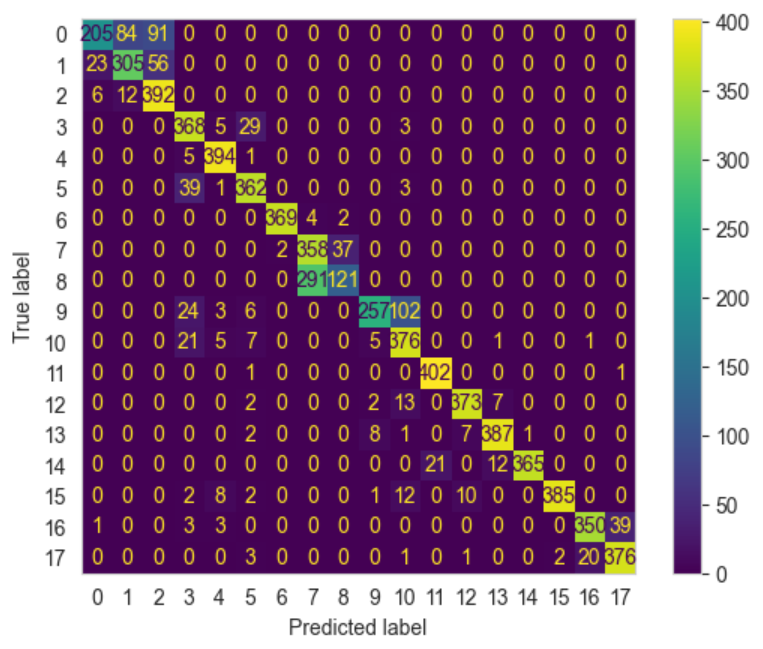 400
0 205 84 91 0 0 0 0 0 0 0 0 0 0 0 0 0 0 0
1 23 305 56 0 0 0 0 0 0 0 0 0 0 0 0 0 0 0
2 6 12 392 0 0 0 0 0 0 0 0 0 0 0 0 0 0 0
350
3 0 0 0 368 5 29 0 0 0 0 3 0 0 0 0 0 0 0
4 0 0 0 5 394 1 0 0 0 0 0 0 0 0 0 0 0 0
300
5 0 0 0 39 1 362 0 0 0 0 3 0 0 0 0 0 0 0
6 0 0 0 0 0 0 369 4 2 0 0 0 0 0 0 0 0 0
250
7 0 0 0 0 0 0 2 358 37 0 0 0 0 0 0 0 0 0
8 0 0 0 0 0 0 0 291 121 0 0 0 0 0 0 0 0 0
200
9 0 0 0 24 3 6 0 0 0 257 102 0 0 0 0 0 0 0
10 0 0 0 21 5 7 0 0 0 5 376 0 0 1 0 0 1 0
150
11 0 0 0 0 0 1 0 0 0 0 0 402 0 0 0 0 0 1
12 0 0 0 0 0 2 0 0 0 2 13 0 373 7 0 0 0 0
100
13 0 0 0 0 0 2 0 0 0 8 1 0 7 387 1 0 0 0
14 0 0 0 0 0 0 0 0 0 0 0 21 0 12 365 0 0 0
50
15 0 0 0 2 8 2 0 0 0 1 12 0 10 0 0 385 0 0
16 1 0 0 3 3 0 0 0 0 0 0 0 0 0 0 0 350 39
17 0 0 0 0 0 3 0 0 0 0 1 0 1 0 0 2 20 376
0
0 1 2 3 4 5 6 7 8 9 10 11 12 13 14 15 16 17
True label
Predicted label